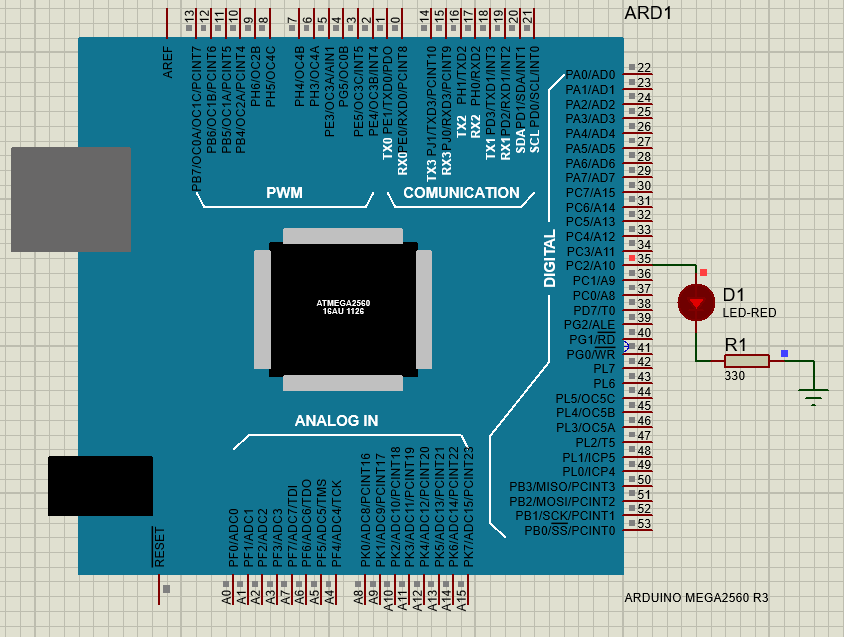 ARD1
13
12
11
10
9
8
7
6
5
4
3
2
1
0
14
15
16
17
18
19
20
21
AREF
PB7/OC0A/OC1C/PCINT7
PB6/OC1B/PCINT6
PB5/OC1A/PCINT5
PB4/OC2A/PCINT4
PH6/OC2B
PH5/OC4C
PH4/OC4B
PH3/OC4A
PE3/OC3A/AIN1
PG5/OC0B
PE5/OC3C/INT5
PE4/OC3B/INT4
TX0 PE1/TXD0/PDO
RX0 PE0/RXD0/PCINT8
TX3 PJ1/TXD3/PCINT10
RX3 PJ0/RXD3/PCINT9
TX2 PH1/TXD2
RX2 PH0/RXD2
TX1 PD3/TXD1/INT3
RX1 PD2/RXD1/INT2
SDA PD1/SDA/INT1
SCL PD0/SCL/INT0
PWM
COMUNICATION
DIGITAL
PA0/AD0 22
PA1/AD1 23
PA2/AD2 24
PA3/AD3 25
PA4/AD4 26
PA5/AD5 27
PA6/AD6 28
PA7/AD7 29
PC7/A15 30
PC6/A14 31
PC5/A13 32
PC4/A12 33
PC3/A11 34
PC2/A10 35
PC1/A9 36
PC0/A8 37
PD7/T0 38
PG2/ALE 39
PG1/RD 40
PG0/WR 41
PL7 42
PL6 43
PL5/OC5C 44
PL4/OC5B 45
PL3/OC5A 46
PL2/T5 47
PL1/ICP5 48
PL0/ICP4 49
PB3/MISO/PCINT3 50
PB2/MOSI/PCINT2 51
PB1/SCK/PCINT1 52
PB0/SS/PCINT0 53
D1
LED-RED
R1
330
ATMEGA2560
16AU 1126
ANALOG IN
RESET
PF0/ADC0
PF1/ADC1
PF2/ADC2
PF3/ADC3
PF7/ADC7/TDI
PF6/ADC6/TDO
PF5/ADC5/TMS
PF4/ADC4/TCK
PK0/ADC8/PCINT16
PK1/ADC9/PCINT17
PK2/ADC10/PCINT18
PK3/ADC11/PCINT19
PK4/ADC12/PCINT20
PK5/ADC13/PCINT21
PK6/ADC14/PCINT22
PK7/ADC15/PCINT23
A0
A1
A2
A3
A7
A6
A5
A4
A8
A9
A10
A11
A12
A13
A14
A15
ARDUINO MEGA2560 R3